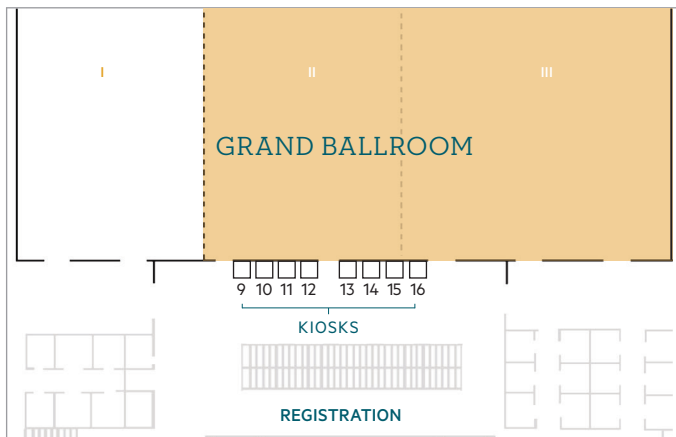 I II III
GRAND BALLROOM
9 10 11 12 13 14 15 16
KIOSKS
REGISTRATION